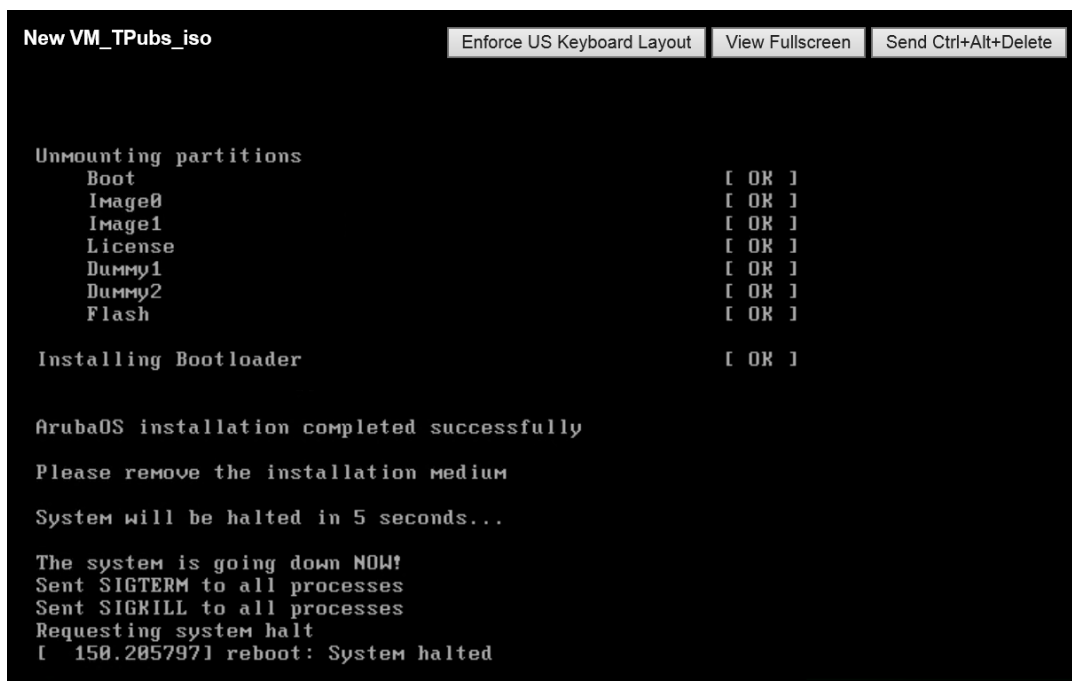 New VM_TPubs_iso
Enforce US Keyboard Layout View Fullscreen Send Ctrl+Alt+Delete
Unmounting partitions
Boot [ OK ]
Image0 [ OK ]
Image1 [ OK ]
License [ OK ]
Dummy1 [ OK ]
Dummy2 [ OK ]
Flash [ OK ]
Installing Bootloader [ OK ]
ArubaOS installation completed successfully
Please remove the installation medium
System will be halted in 5 seconds...
The system is going down NOW!
Sent SIGTERM to all processes
Sent SIGKILL to all processes
Requesting system halt
[  150.205797] reboot: System halted